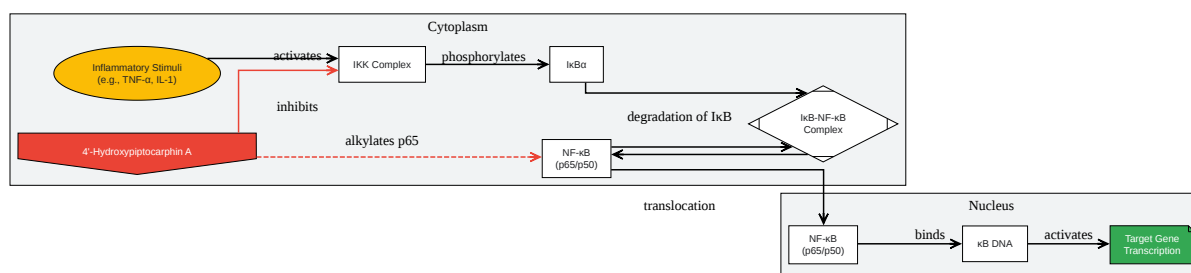 Cytoplasm
Inflammatory Stimuli
(e.g., TNF-α, IL-1)
activates
IKK Complex
phosphorylates
IκBα
inhibits
degradation of IκB
IκB-NF-κB
Complex
4'-Hydroxypiptocarphin A
alkylates p65
NF-κB
(p65/p50)
translocation
Nucleus
NF-κB
(p65/p50)
binds
κB DNA
activates
Target Gene
Transcription